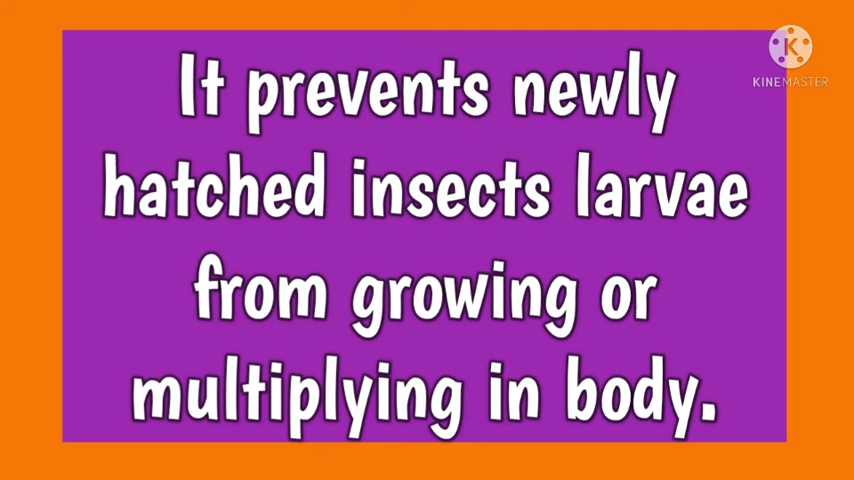 KINEMASTER
It prevents newly
hatched insects larvae
from growing or
multiplying in body.